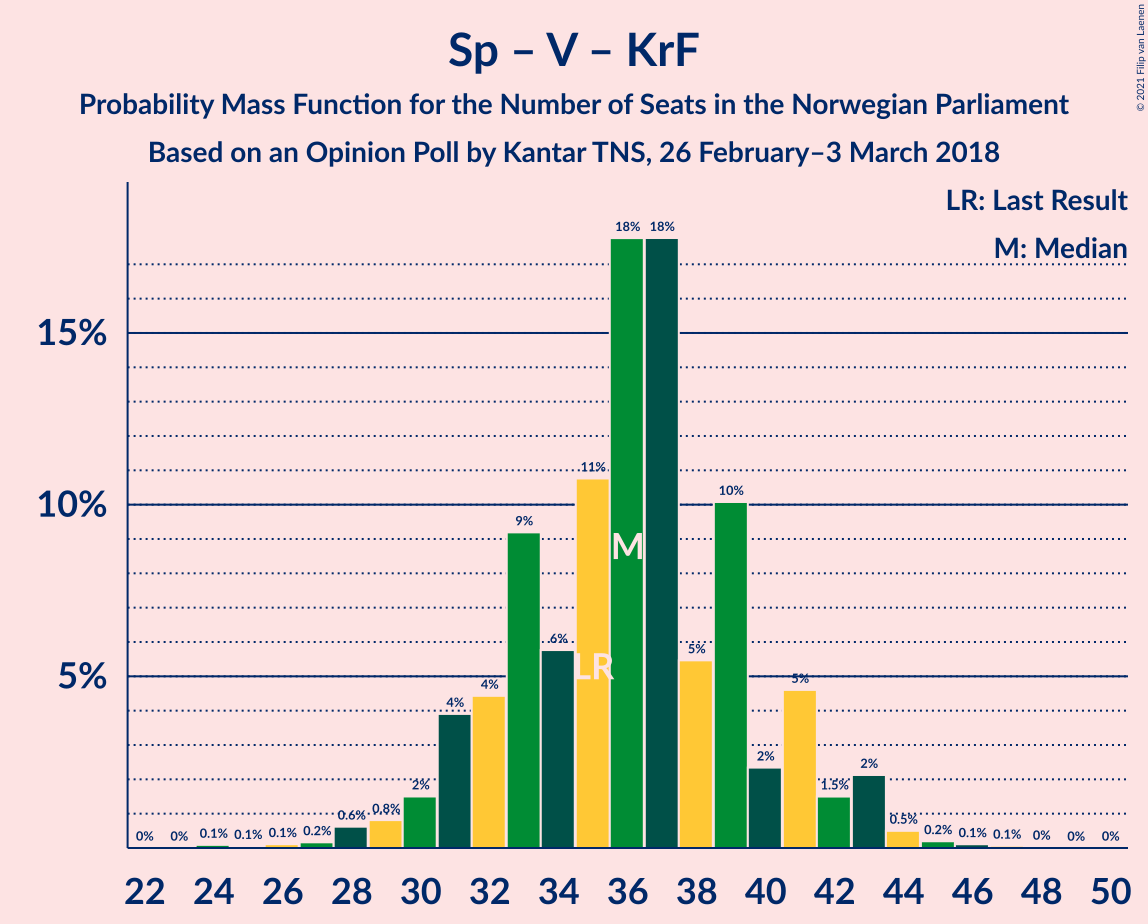 Sp – V – KrF
Probability Mass Function for the Number of Seats in the Norwegian Parliament
Based on an Opinion Poll by Kantar TNS, 26 February–3 March 2018
© 2021 Filip van Laenen
LR: Last Result
M: Median
15%
10%
5%
0% 0% 0.1% 0.1% 0.1% 0.2% 0.6% 0.8% 2% 4% 4% 9% 6% 11% 18% 18% 5% 10% 2% 5% 1.5% 2% 0.5% 0.2% 0.1% 0.1% 0% 0% 0%
M
LR
22 24 26 28 30 32 34 36 38 40 42 44 46 48 50